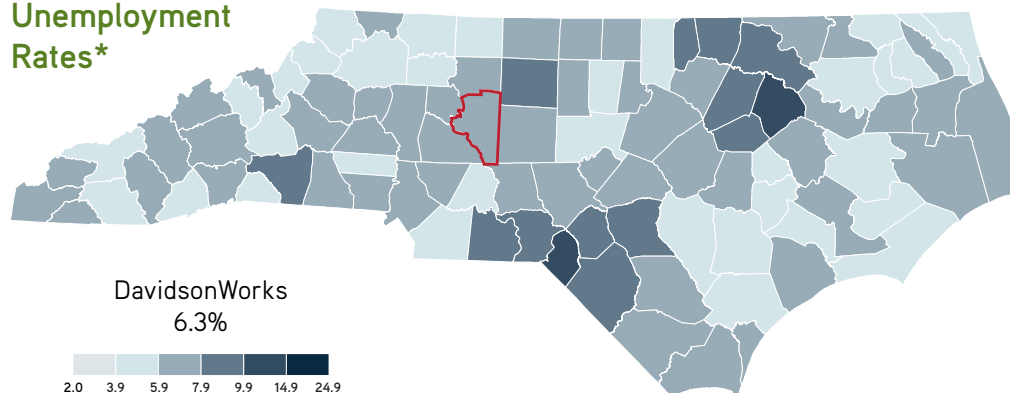 Unemployment
Rates*
DavidsonWorks
6.3%
2.0 3.9 5.9 7.9 9.9 14.9 24.9